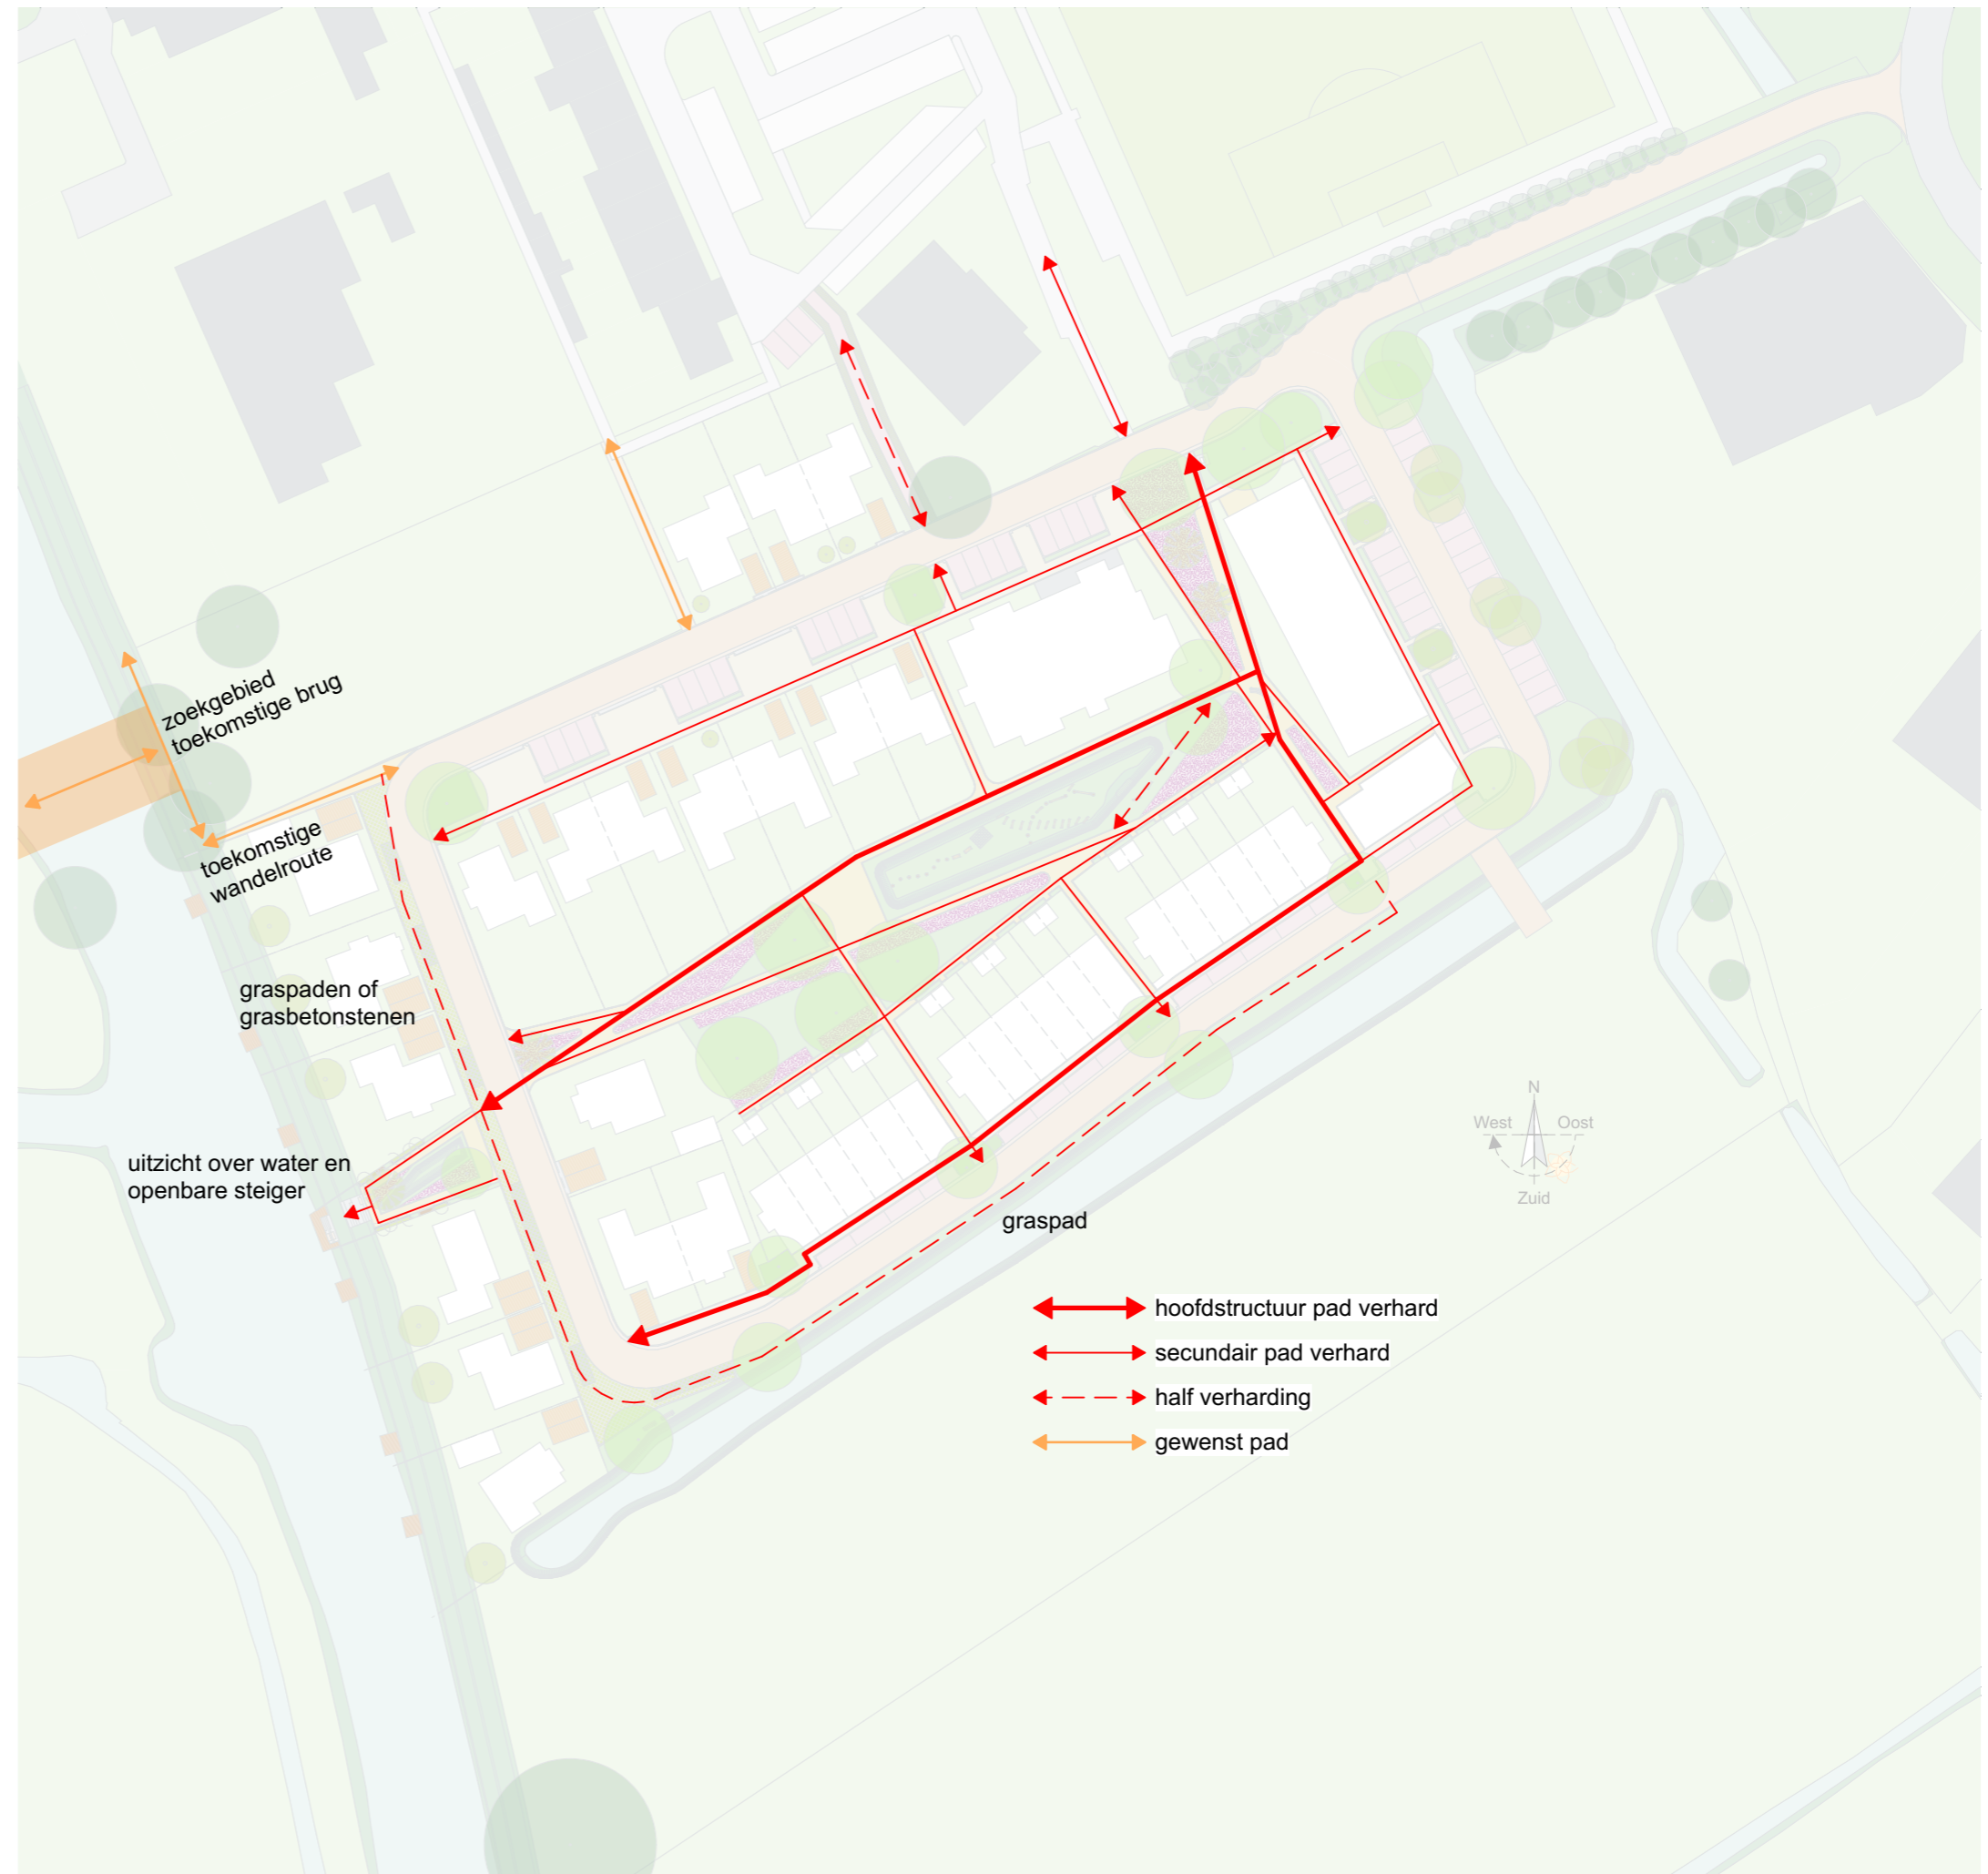 zoekgebied
toekomstige brug
toekomstige
wandelroute
graspaden of
grasbetonstenen
uitzicht over water en
openbare steiger
N
West
Oost
Zuid
graspad
hoofdstructuur pad verhard
secundair pad verhard
half verharding
gewenst pad